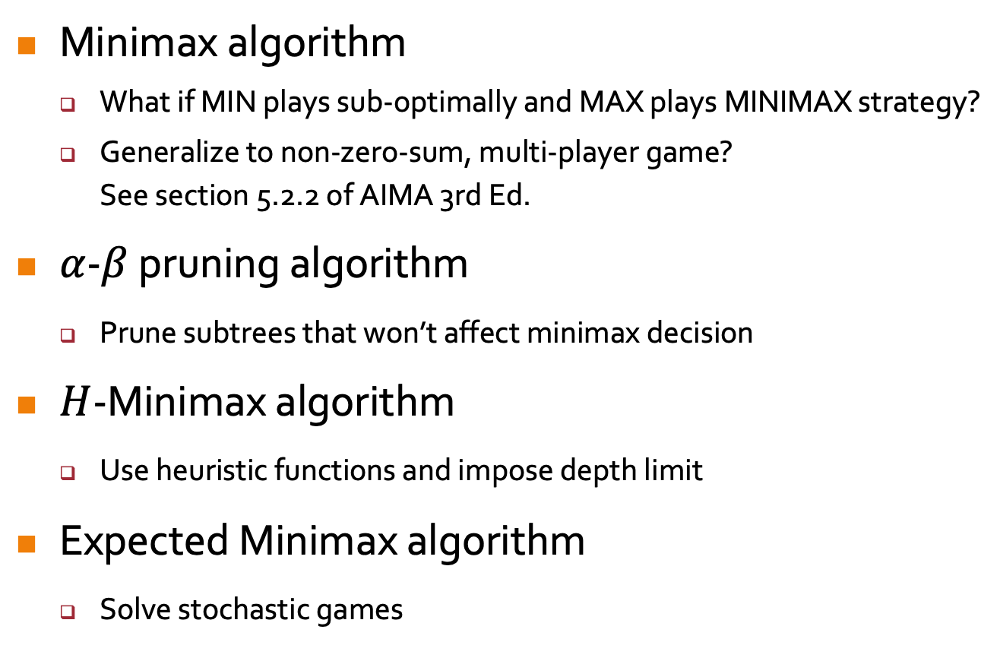 Minimax algorithm
What if MIN plays sub-optimally and MAX plays MINIMAX strategy?
Generalize to non-zero-sum, multi-player game?
See section 5.2.2 of AIMA 3rd Ed.
α-β pruning algorithm
Prune subtrees that won’t affect minimax decision
H-Minimax algorithm
Use heuristic functions and impose depth limit
Expected Minimax algorithm
Solve stochastic games